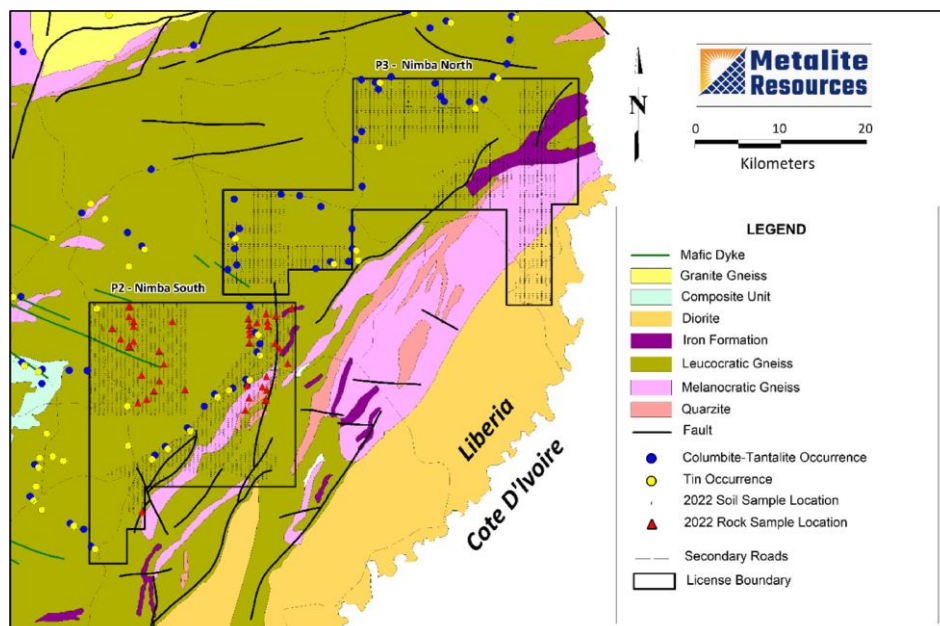 P3 - Nimba North
Metalite
Resources
N
0 10 20
Kilometers
P2 - Nimba South
Liberia
Cote D'Ivoire
LEGEND
Mafic Dyke
Granite Gneiss
Composite Unit
Diorite
Iron Formation
Leucocratic Gneiss
Melanocratic Gneiss
Quarzite
Fault
Columbite-Tantalite Occurrence
Tin Occurrence
2022 Soil Sample Location
2022 Rock Sample Location
Secondary Roads
License Boundary